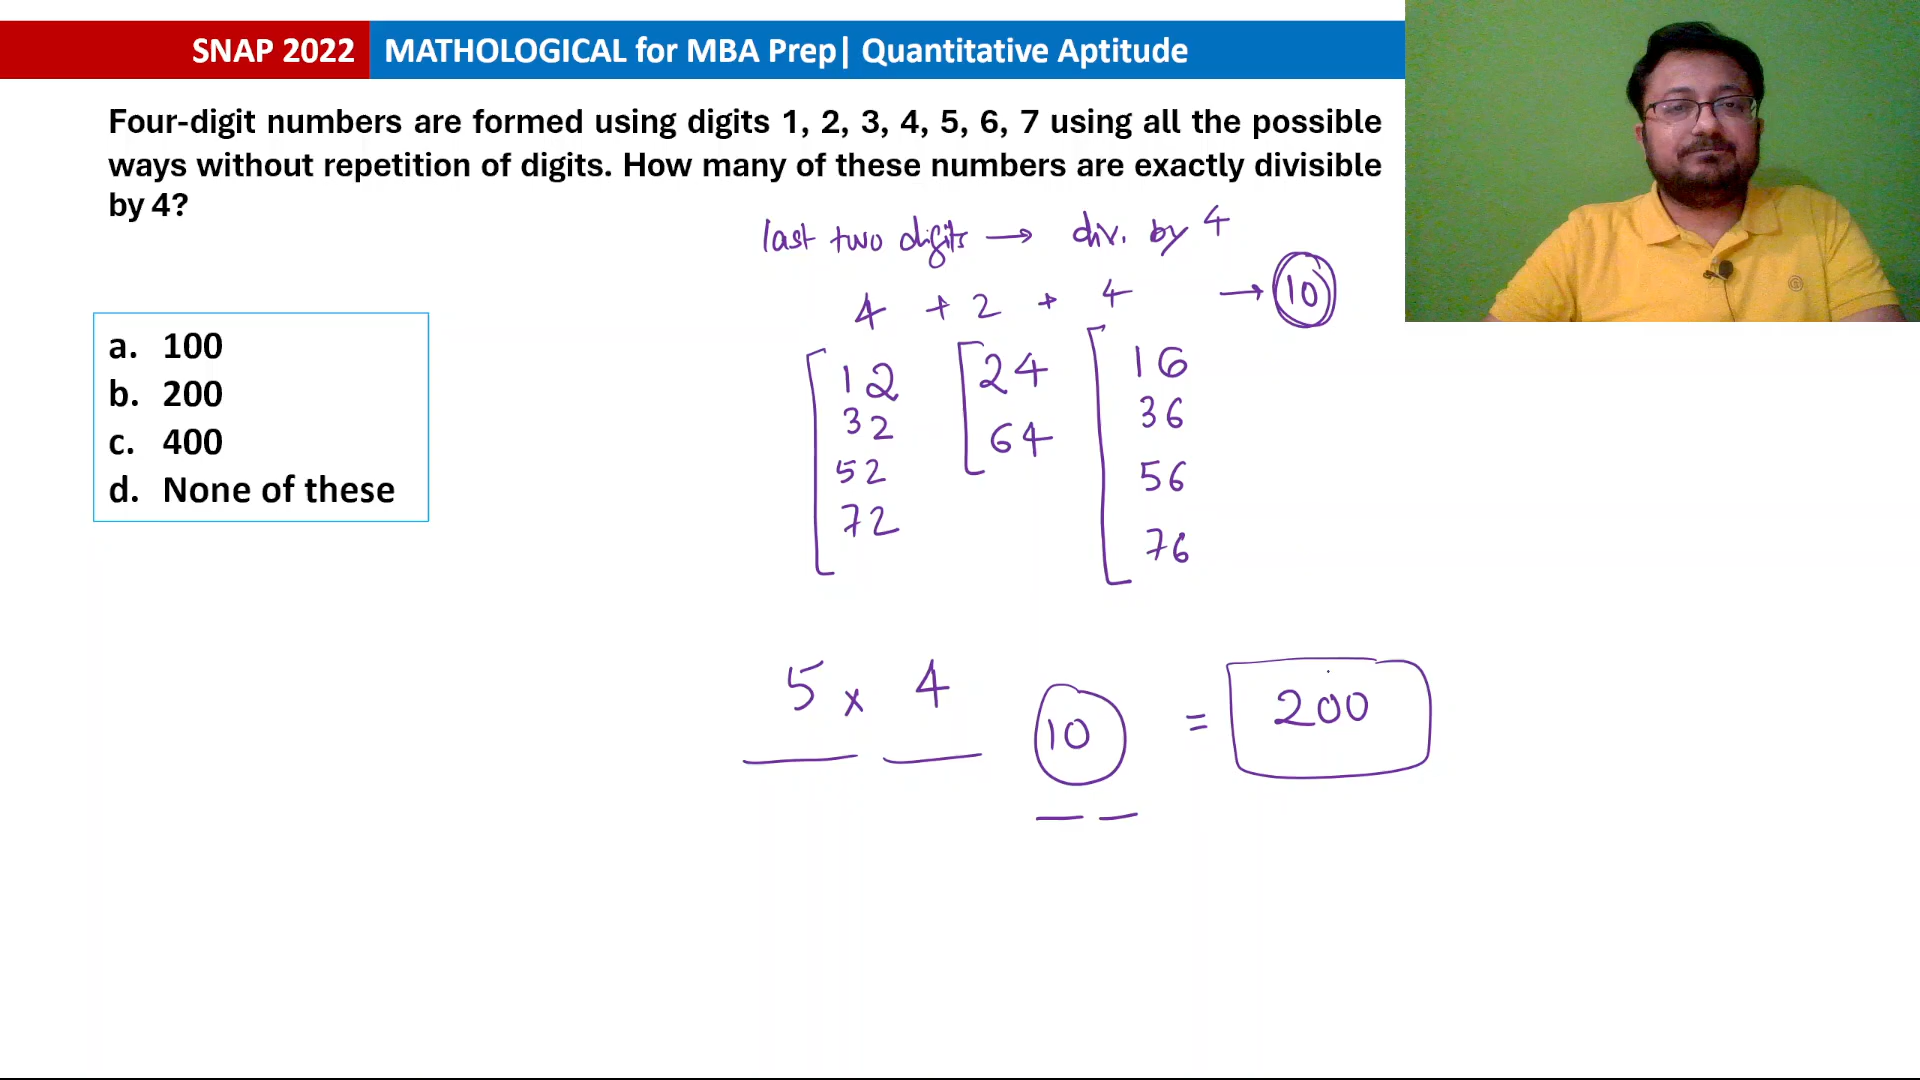 SNAP 2022 MATHOLOGICAL for MBA Prep| Quantitative Aptitude
Four-digit numbers are formed using digits 1, 2, 3, 4, 5, 6, 7 using all the possible
ways without repetition of digits. How many of these numbers are exactly divisible
by 4?
last two digits → div. by 4
4 + 2 + 4 → 10
a. 100
b. 200
c. 400
d. None of these
12 24 16
32 64 36
52 56
72 76
5 x 4 10 = 200